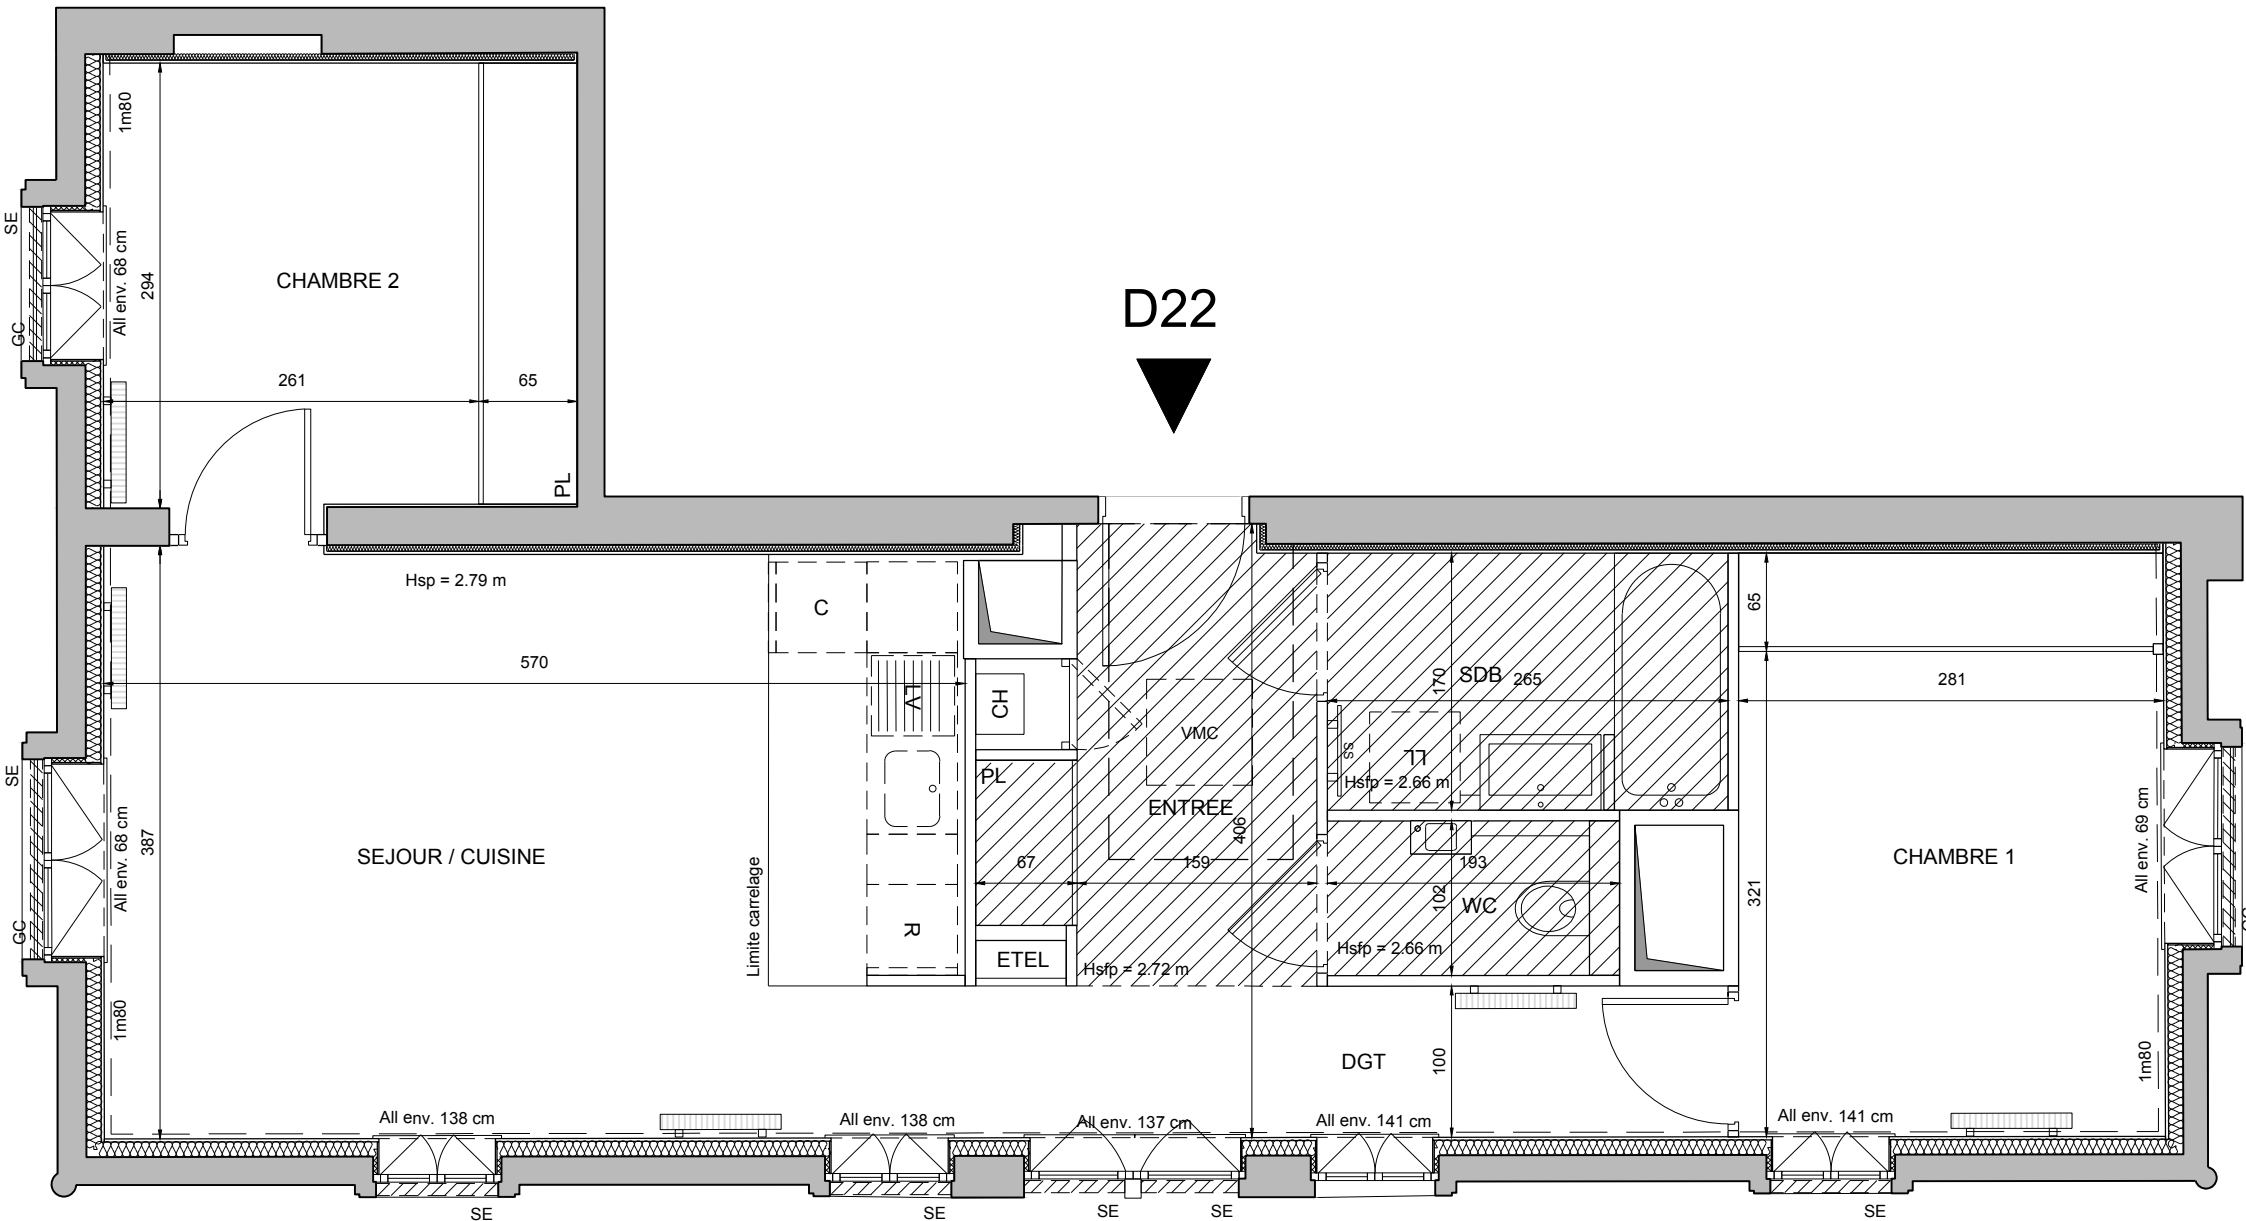 1m80
SE
All env. 68 cm
294
CHAMBRE 2
D22
GC
261
65
PL
Hsp = 2.79 m
C
570
LV
CH
VMC
170
SDB
265
65
281
SE
SS
LL
PL
Hsfp = 2.66 m
ENTREE
406
All env. 68 cm
387
SEJOUR / CUISINE
67
159
193
CHAMBRE 1
All env. 69 cm
321
Limite carrelage
102
WC
GC
R
ETEL
Hsfp = 2.72 m
Hsfp = 2.66 m
1m80
DGT
100
1m80
All env. 138 cm
All env. 138 cm
All env. 137 cm
All env. 141 cm
All env. 141 cm
SE
SE
SE
SE
SE